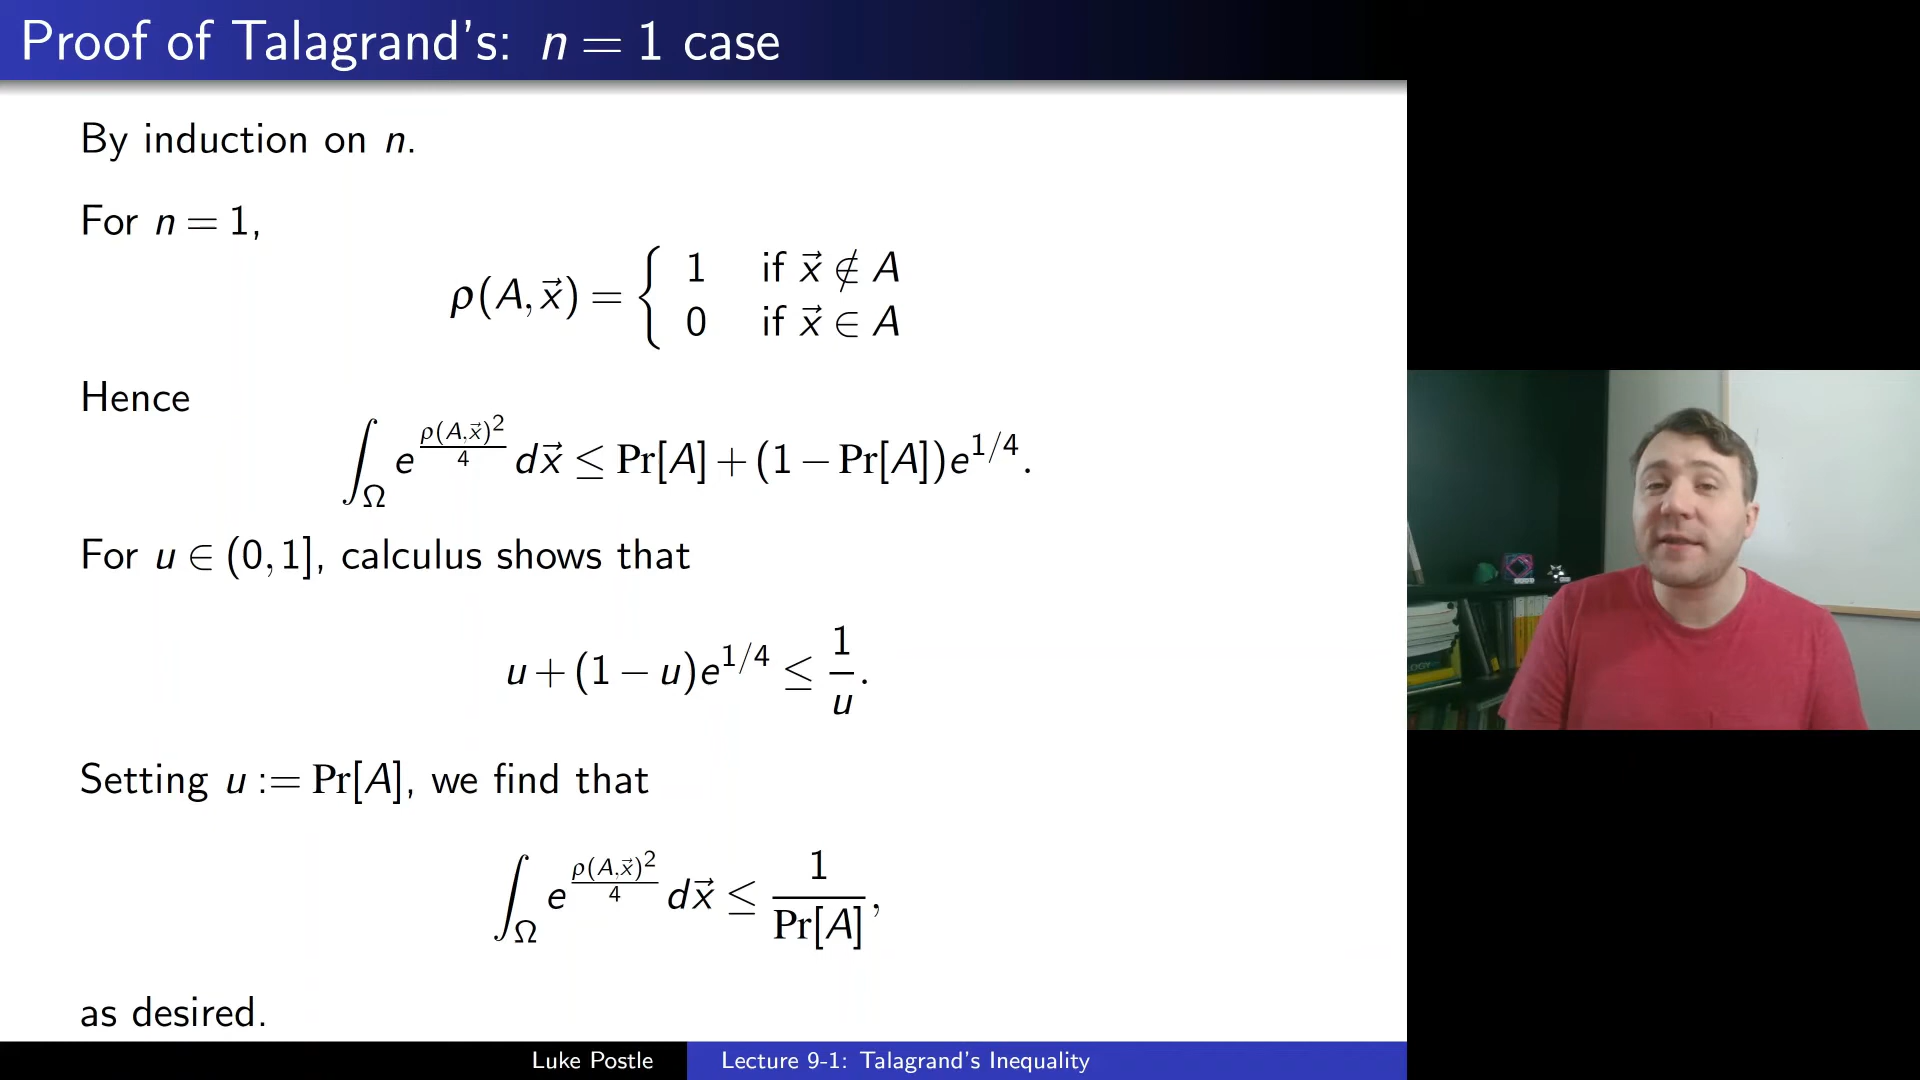 Proof of Talagrand's: n = 1 case
By induction on n.
For n = 1,
ρ(A, x⃗) = { 1 if x⃗ ∉ A
0 if x⃗ ∈ A
Hence
∫_Ω e^{ρ(A,x⃗)²/4} dx⃗ ≤ Pr[A] + (1 − Pr[A])e^{1/4}.
For u ∈ (0, 1], calculus shows that
u + (1 − u)e^{1/4} ≤ 1/u.
Setting u := Pr[A], we find that
∫_Ω e^{ρ(A,x⃗)²/4} dx⃗ ≤ 1/Pr[A],
as desired.
Luke Postle Lecture 9-1: Talagrand's Inequality